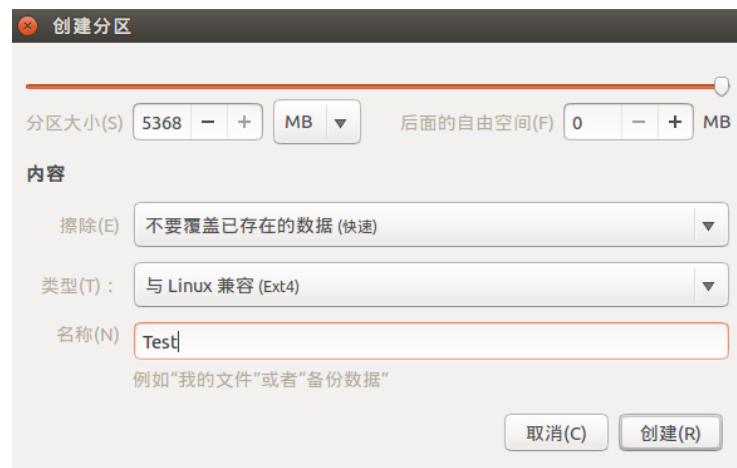 创建分区
分区大小(S) 5368 − + MB 后面的自由空间(F) 0 − + MB
内容
擦除(E) 不要覆盖已存在的数据 (快速)
类型(T)： 与 Linux 兼容 (Ext4)
名称(N) Test
例如“我的文件”或者“备份数据”
取消(C) 创建(R)